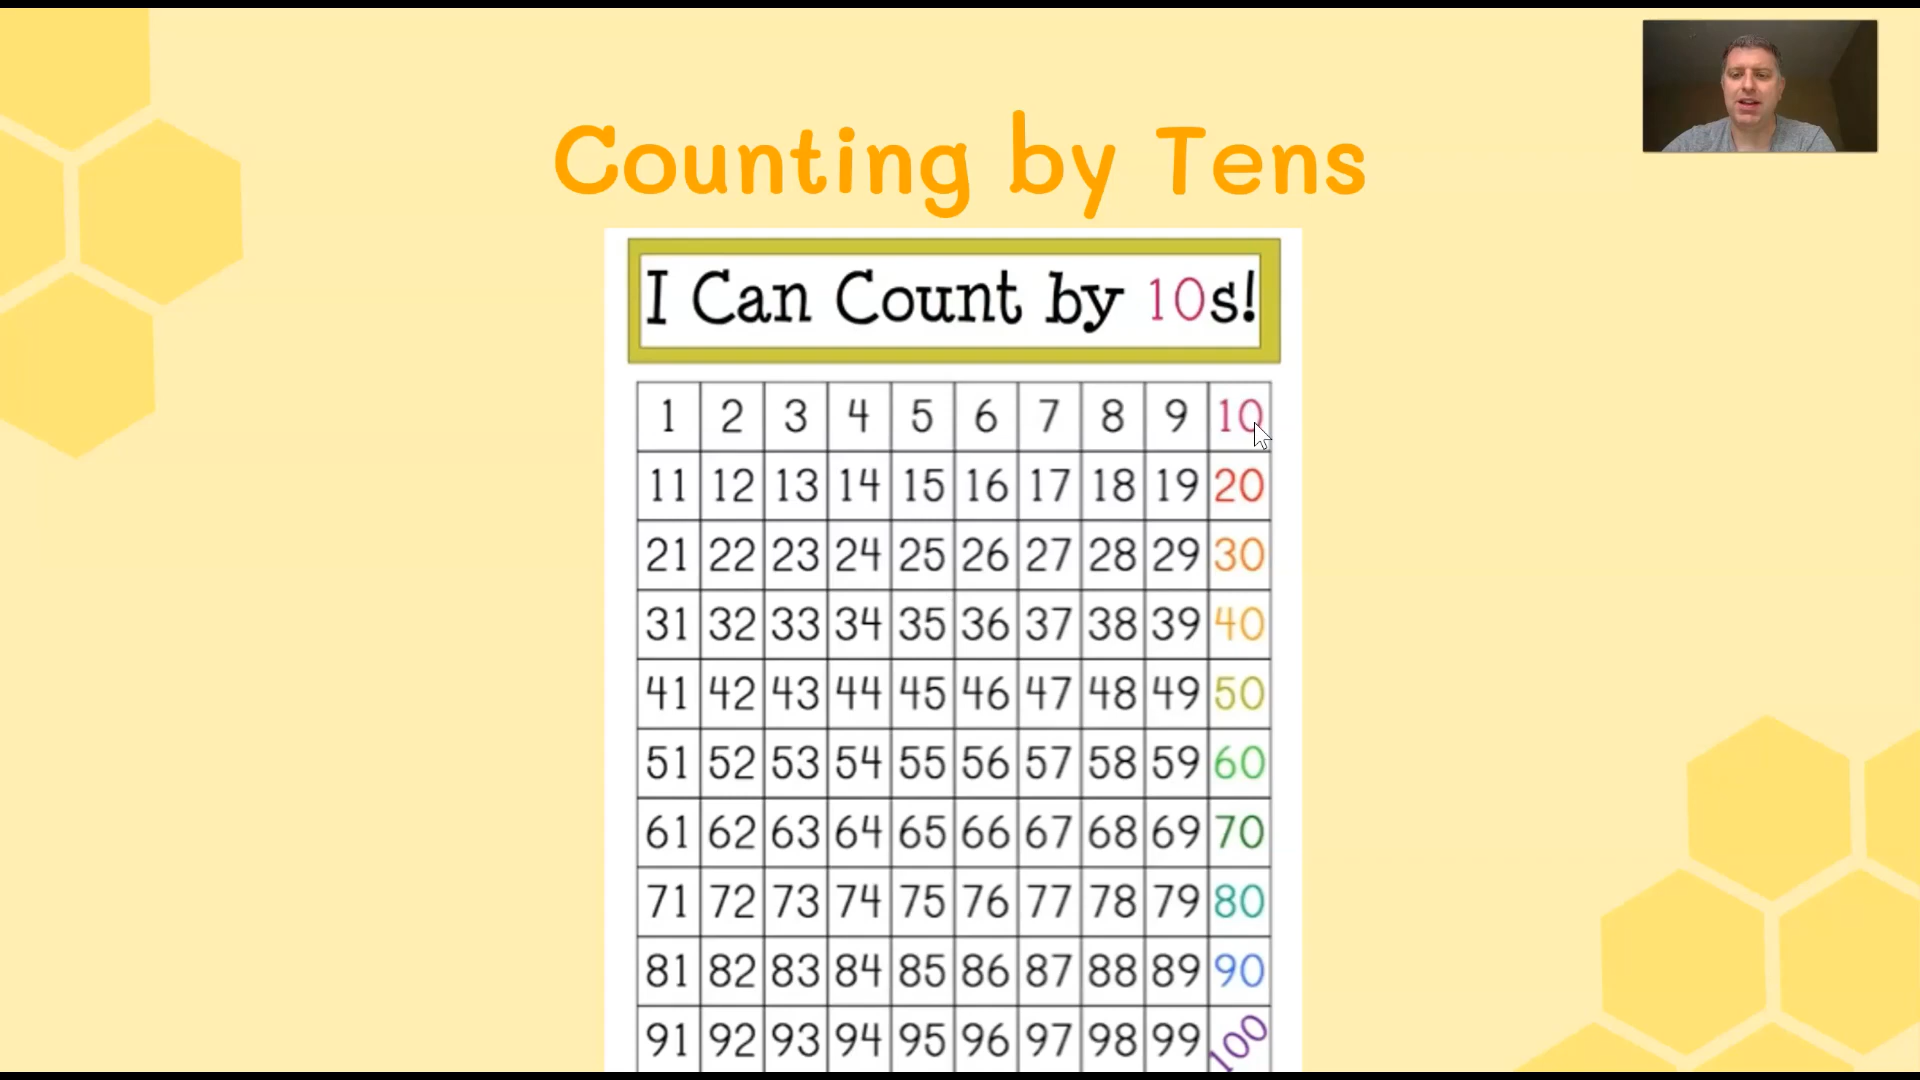 Counting by Tens
I Can Count by 10s!
1 2 3 4 5 6 7 8 9 10
11 12 13 14 15 16 17 18 19 20
21 22 23 24 25 26 27 28 29 30
31 32 33 34 35 36 37 38 39 40
41 42 43 44 45 46 47 48 49 50
51 52 53 54 55 56 57 58 59 60
61 62 63 64 65 66 67 68 69 70
71 72 73 74 75 76 77 78 79 80
81 82 83 84 85 86 87 88 89 90
91 92 93 94 95 96 97 98 99 100